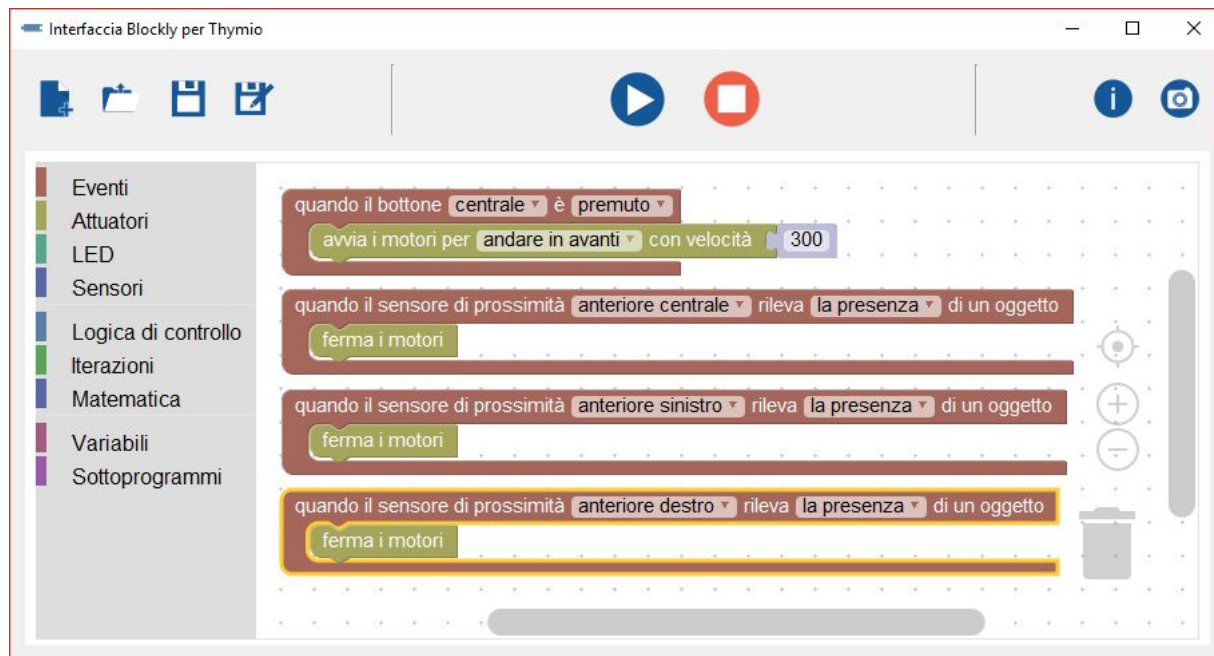 Interfaccia Blockly per Thymio
Eventi
Attuatori
LED
Sensori
Logica di controllo
Iterazioni
Matematica
Variabili
Sottoprogrammi
quando il bottone centrale è premuto
avvia i motori per andare in avanti con velocità 300
quando il sensore di prossimità anteriore centrale rileva la presenza di un oggetto
ferma i motori
quando il sensore di prossimità anteriore sinistro rileva la presenza di un oggetto
ferma i motori
quando il sensore di prossimità anteriore destro rileva la presenza di un oggetto
ferma i motori